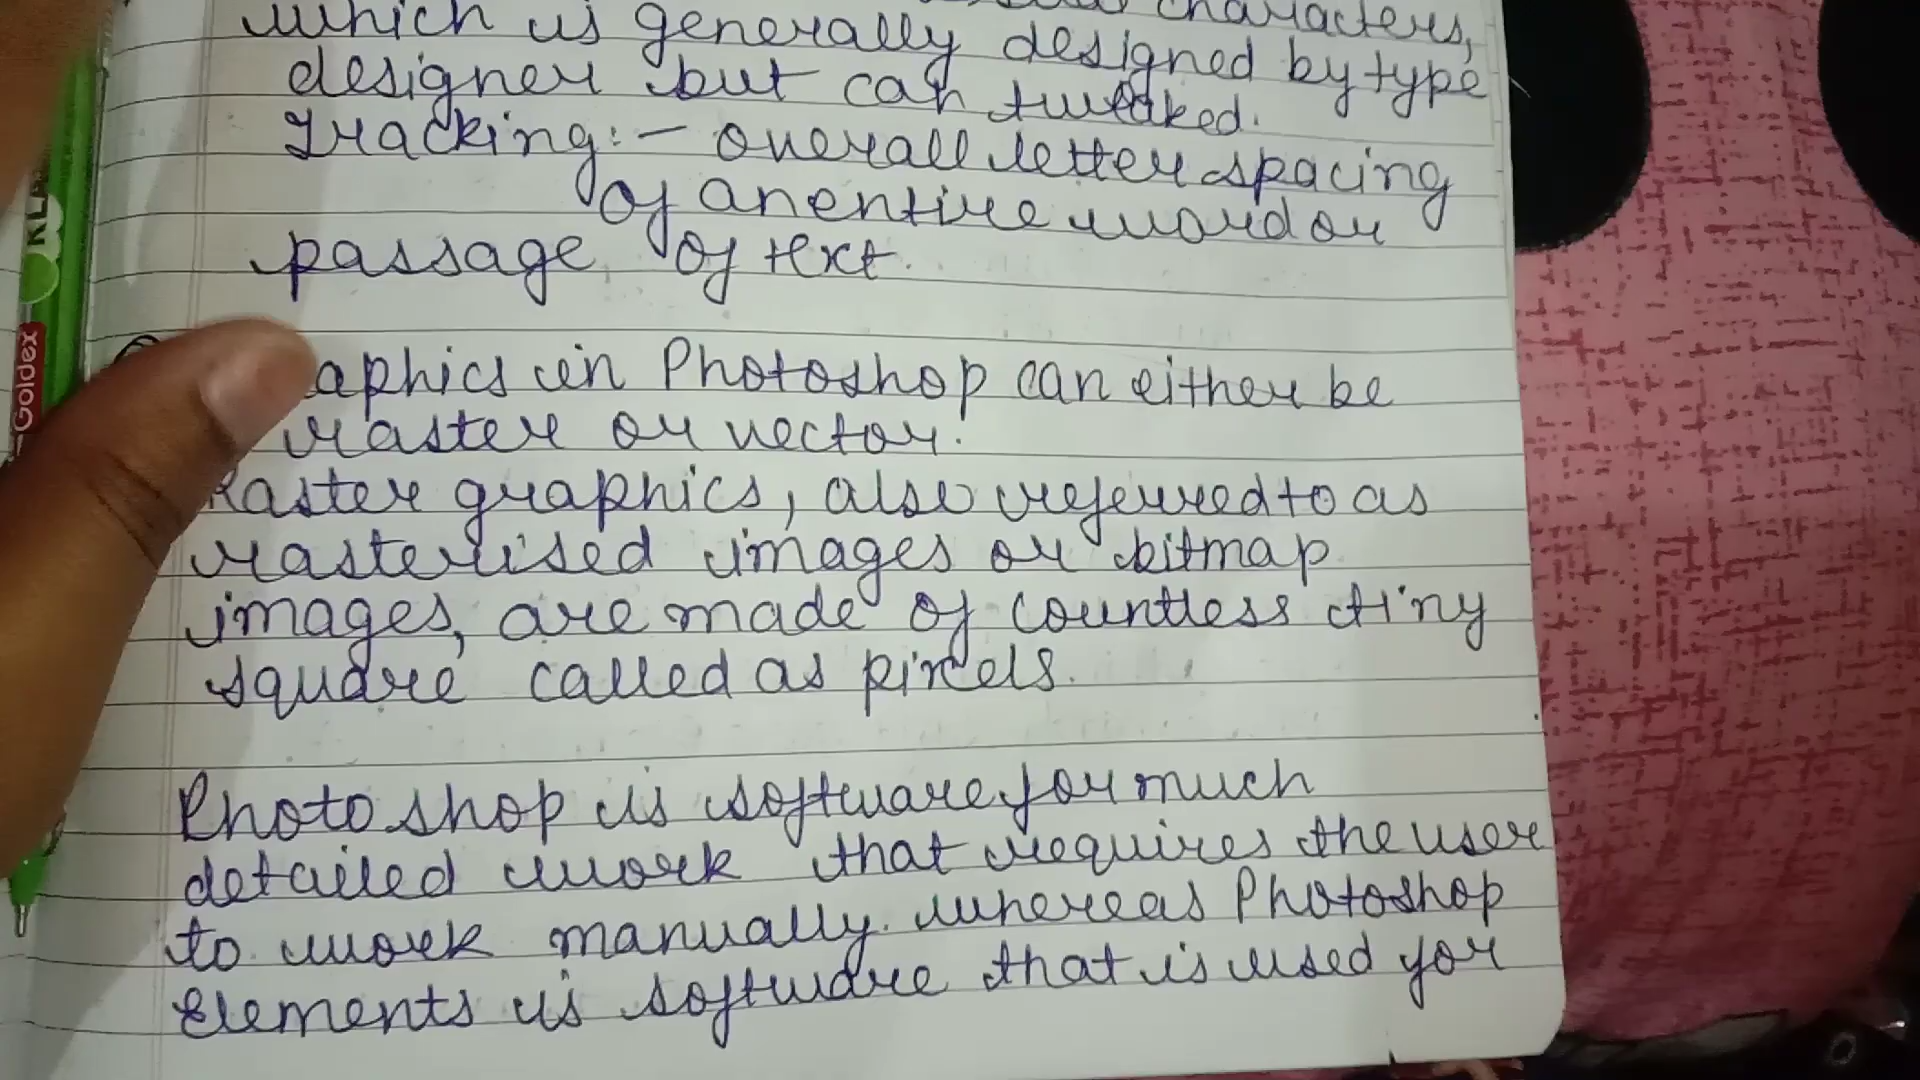 characters,
which is generally designed by type
designer but can tweaked.
Tracking:- overall letter spacing
of an entire word or
passage of text.
aphics in Photoshop can either be
raster or vector.
Raster graphics, also referred to as
rasterised images or bitmap
images, are made of countless tiny
square called as pixels.
Photoshop is software for much
detailed work that requires the user
to work manually. whereas Photoshop
Elements is software that is used for
Goldex